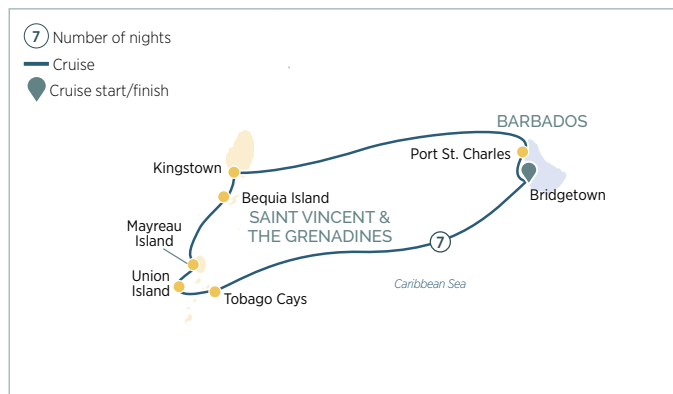 7 Number of nights
Cruise
Cruise start/finish
BARBADOS
Port St. Charles
Kingstown
Bridgetown
Bequia Island
SAINT VINCENT &
THE GRENADINES
Mayreau
Island
7
Union
Island
Tobago Cays
Caribbean Sea